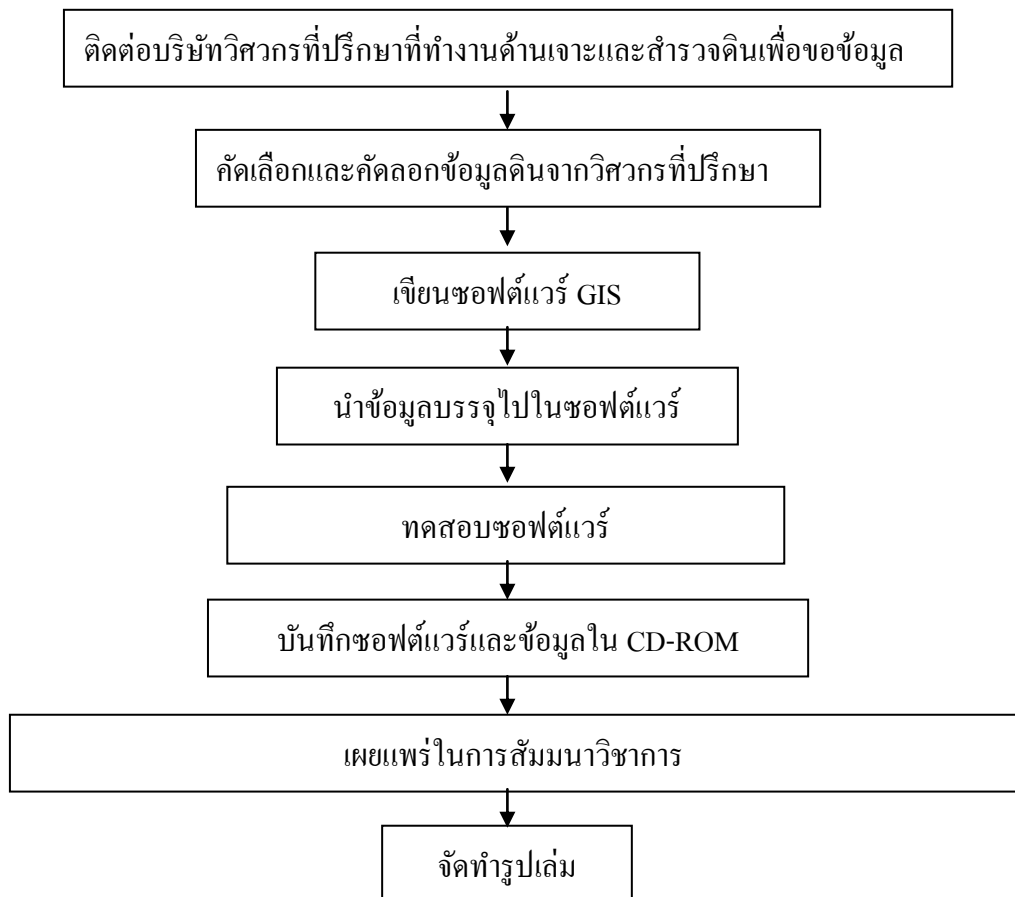 ติดต่อบริษัทวิศวกรที่ปรึกษาที่ทำงานด้านเจาะและสำรวจดินเพื่อขอข้อมูล
คัดเลือกและคัดลอกข้อมูลดินจากวิศวกรที่ปรึกษา
เขียนซอฟต์แวร์ GIS
นำข้อมูลบรรจุไปในซอฟต์แวร์
ทดสอบซอฟต์แวร์
บันทึกซอฟต์แวร์และข้อมูลใน CD-ROM
เผยแพร่ในการสัมมนาวิชาการ
จัดทำรูปเล่ม